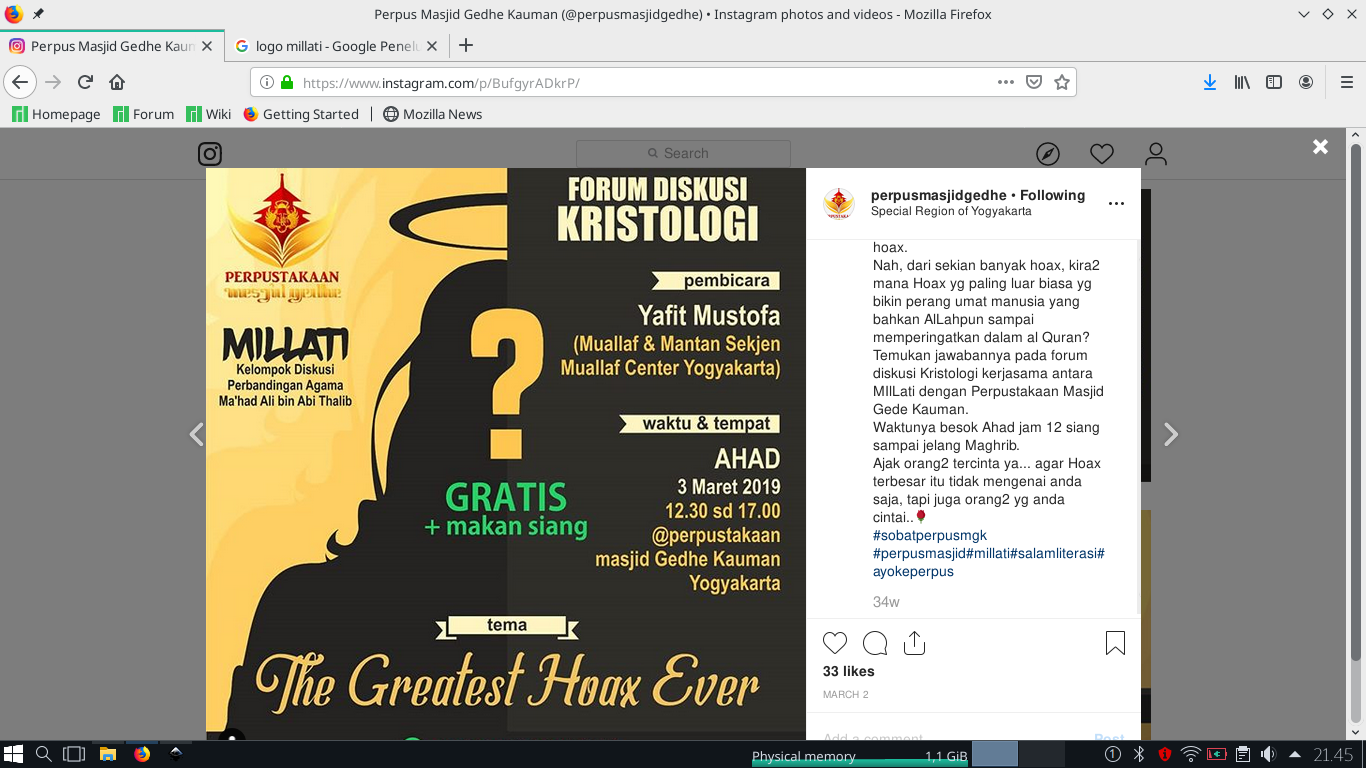 Perpus Masjid Gedhe Kauman (@perpusmasjidgedhe) • Instagram photos and videos - Mozilla Firefox
Perpus Masjid Gedhe Kaun
logo millati - Google Penelu
https://www.instagram.com/p/BufgyrADkrP/
Homepage
Forum
Wiki
Getting Started
Mozilla News
Search
PERPUSTAKAAN
mesjid gedhe
MILLATI
Kelompok Diskusi
Perbandingan Agama
Ma'had Ali bin Abi Thalib
FORUM DISKUSI
KRISTOLOGI
pembicara
Yafit Mustofa
(Muallaf & Mantan Sekjen
Muallaf Center Yogyakarta)
?
waktu & tempat
AHAD
3 Maret 2019
12.30 sd 17.00
@perpustakaan
masjid Gedhe Kauman
Yogyakarta
GRATIS
+ makan siang
tema
The Greatest Hoax Ever
perpusmasjidgedhe • Following
Special Region of Yogyakarta
hoax.
Nah, dari sekian banyak hoax, kira2
mana Hoax yg paling luar biasa yg
bikin perang umat manusia yang
bahkan AlLahpun sampai
memperingatkan dalam al Quran?
Temukan jawabannya pada forum
diskusi Kristologi kerjasama antara
MIlLati dengan Perpustakaan Masjid
Gede Kauman.
Waktunya besok Ahad jam 12 siang
sampai jelang Maghrib.
Ajak orang2 tercinta ya... agar Hoax
terbesar itu tidak mengenai anda
saja, tapi juga orang2 yg anda
cintai..🌹
#sobatperpusmgk
#perpusmasjid#millati#salamliterasi#
ayokeperpus
34w
33 likes
MARCH 2
Add a comment...
Post
Physical memory
1,1 GiB
1
21.45